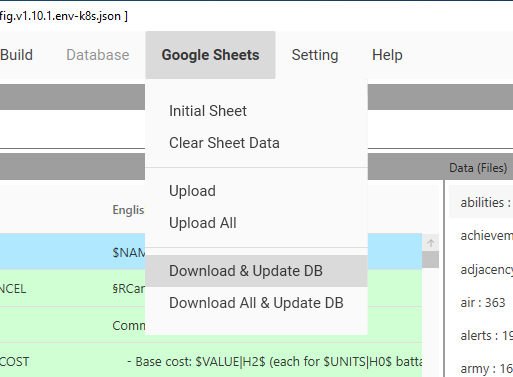 fig.v1.10.1.env-k8s.json ]
Build Database Google Sheets Setting Help
Initial Sheet
Clear Sheet Data
Upload
Upload All
Download & Update DB
Download All & Update DB
Englis
$NAM
NCEL §RCan
Comm
COST - Base cost: $VALUE|H2$ (each for $UNITS|H0$ batta
Data (Files)
abilities :
achievem
adjacency
air : 363
alerts : 19
army : 16